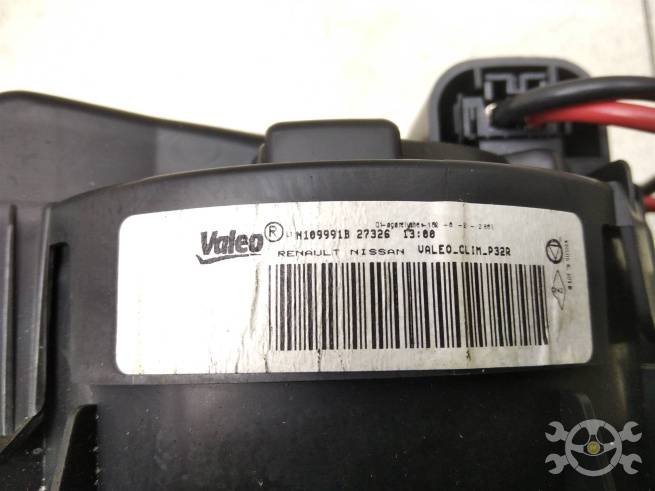 Valeo ® N109991B 27326 13:00
RENAULT NISSAN VALEO_CLIM_P32R